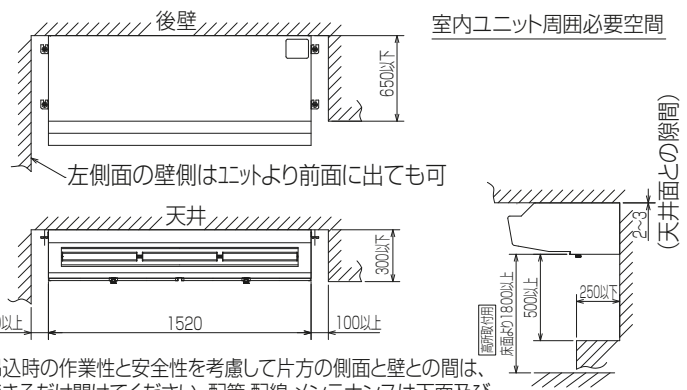 後壁
室内ユニット周囲必要空間
650以下
左側面の壁側はユニットより前面に出ても可
天井
300以下
以上
1520
100以上
2~3
(天井面との隙間)
高所取付用
床面より1800以上
500以上
250以下
込時の作業性と安全性を考慮して片方の側面と壁との間は、